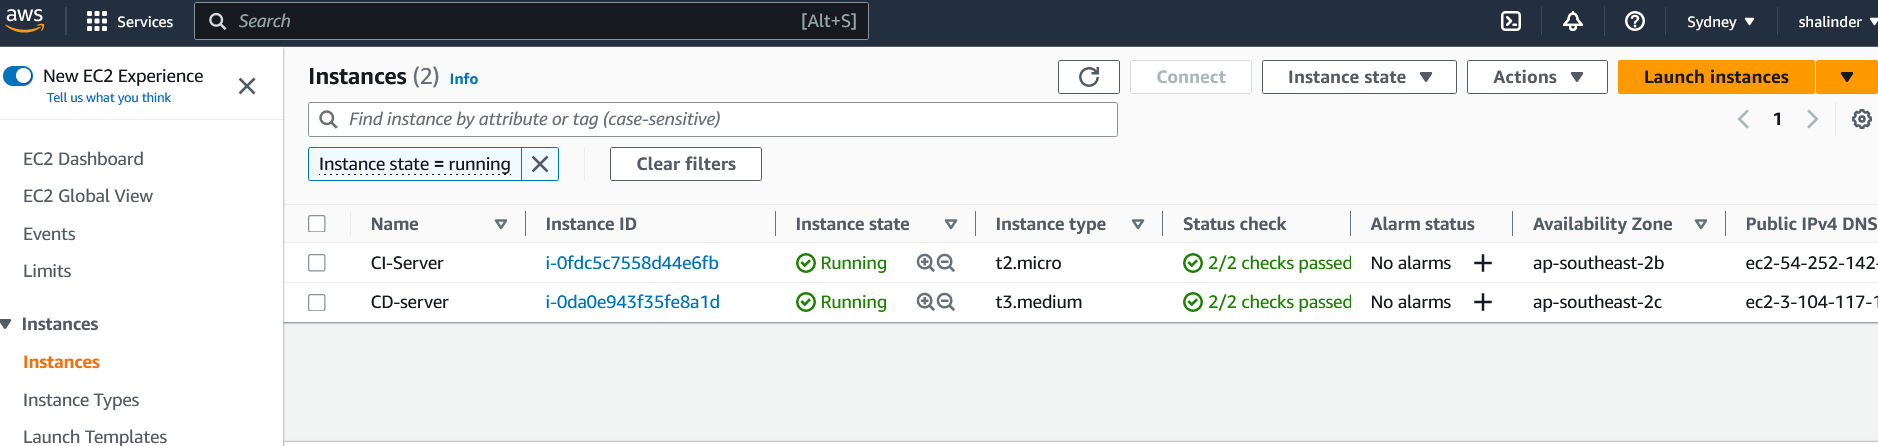 aws
Services
Search
[Alt+S]
Sydney
shalinder
New EC2 Experience
Tell us what you think
EC2 Dashboard
EC2 Global View
Events
Limits
Instances
Instances
Instance Types
Launch Templates
Instances (2) Info
Connect
Instance state
Actions
Launch instances
Find instance by attribute or tag (case-sensitive)
1
Instance state = running
Clear filters
Name Instance ID Instance state Instance type Status check Alarm status Availability Zone Public IPv4 DNS
CI-Server i-0fdc5c7558d44e6fb Running t2.micro 2/2 checks passed No alarms + ap-southeast-2b ec2-54-252-142-
CD-server i-0da0e943f35fe8a1d Running t3.medium 2/2 checks passed No alarms + ap-southeast-2c ec2-3-104-117-1